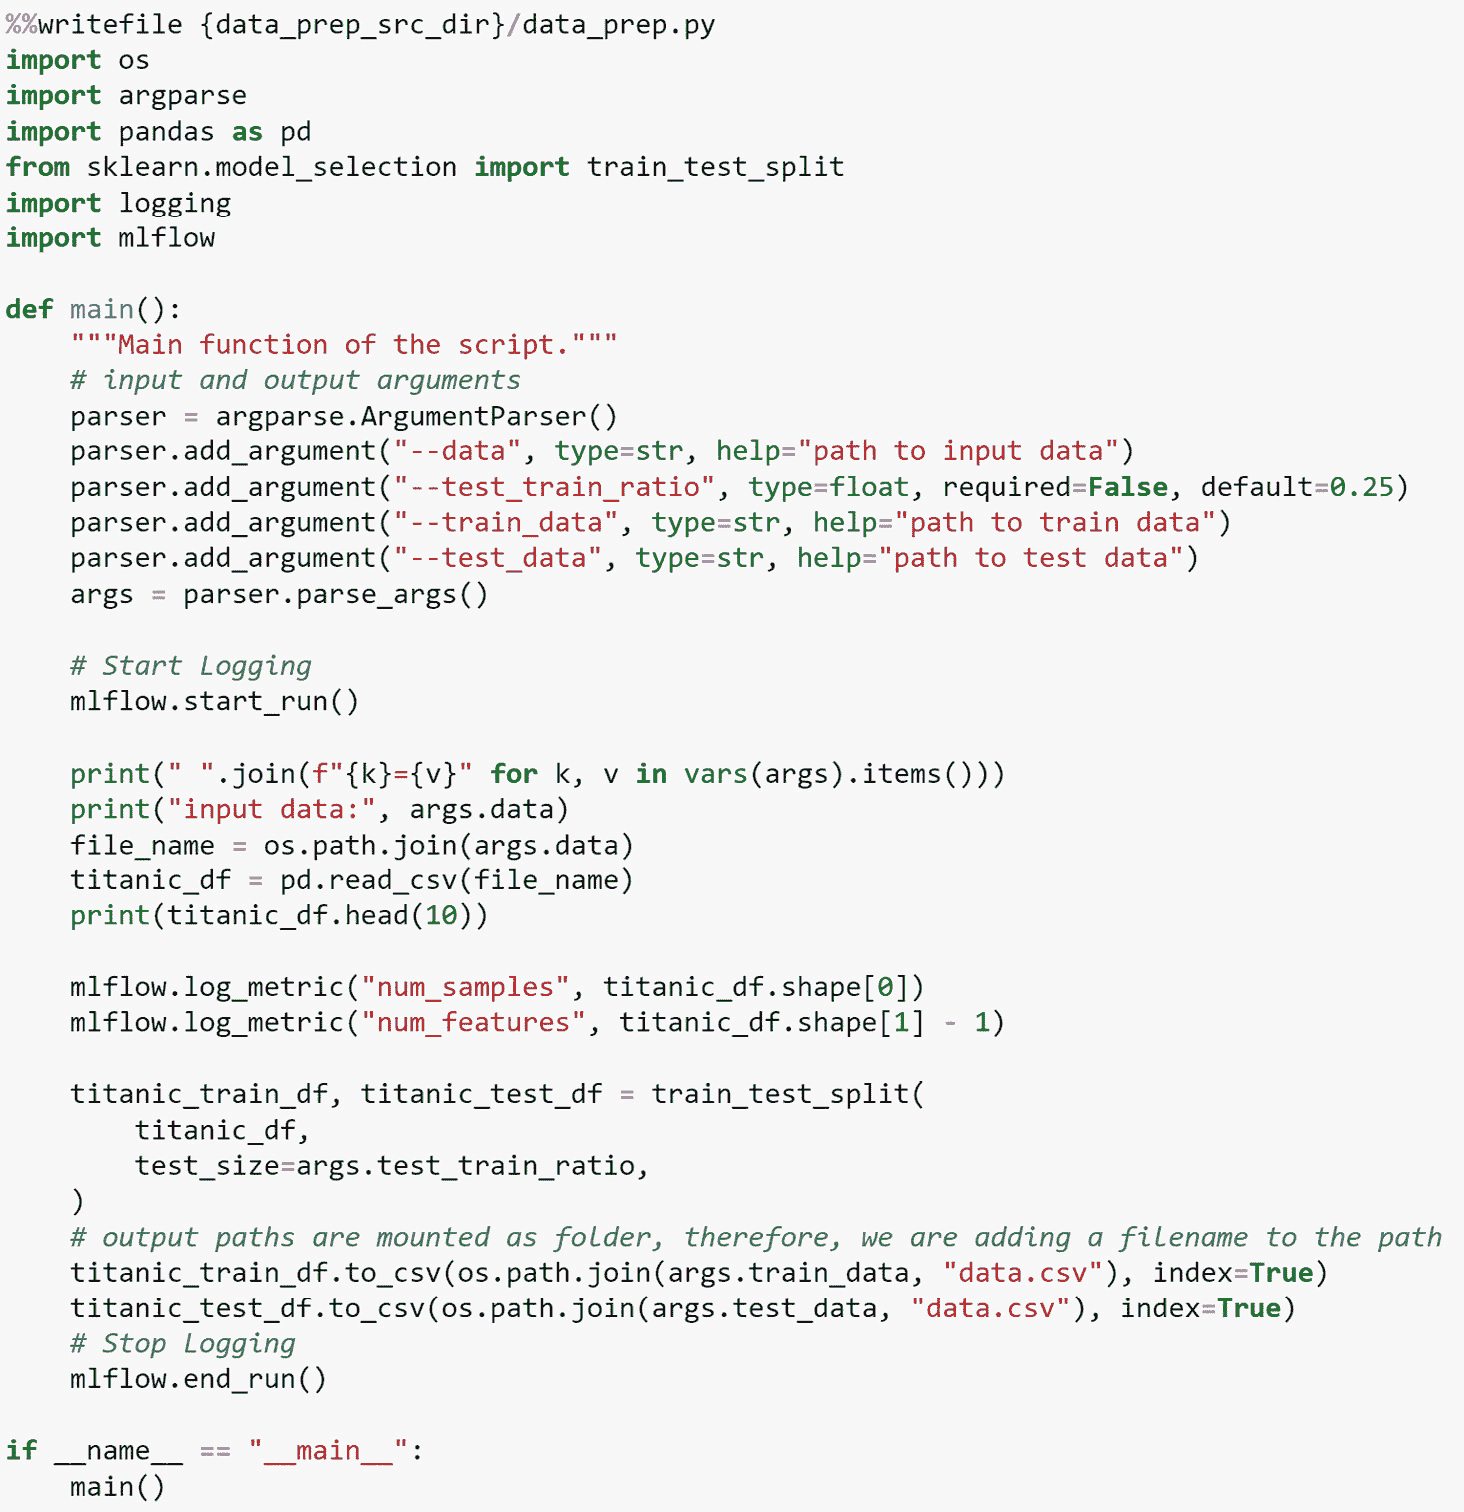 %%writefile {data_prep_src_dir}/data_prep.py
import os
import argparse
import pandas as pd
from sklearn.model_selection import train_test_split
import logging
import mlflow

def main():
    """Main function of the script."""
    # input and output arguments
    parser = argparse.ArgumentParser()
    parser.add_argument("--data", type=str, help="path to input data")
    parser.add_argument("--test_train_ratio", type=float, required=False, default=0.25)
    parser.add_argument("--train_data", type=str, help="path to train data")
    parser.add_argument("--test_data", type=str, help="path to test data")
    args = parser.parse_args()

    # Start Logging
    mlflow.start_run()

    print(" ".join(f"{k}={v}" for k, v in vars(args).items()))
    print("input data:", args.data)
    file_name = os.path.join(args.data)
    titanic_df = pd.read_csv(file_name)
    print(titanic_df.head(10))

    mlflow.log_metric("num_samples", titanic_df.shape[0])
    mlflow.log_metric("num_features", titanic_df.shape[1] - 1)

    titanic_train_df, titanic_test_df = train_test_split(
        titanic_df,
        test_size=args.test_train_ratio,
    )
    # output paths are mounted as folder, therefore, we are adding a filename to the path
    titanic_train_df.to_csv(os.path.join(args.train_data, "data.csv"), index=True)
    titanic_test_df.to_csv(os.path.join(args.test_data, "data.csv"), index=True)
    # Stop Logging
    mlflow.end_run()

if __name__ == "__main__":
    main()